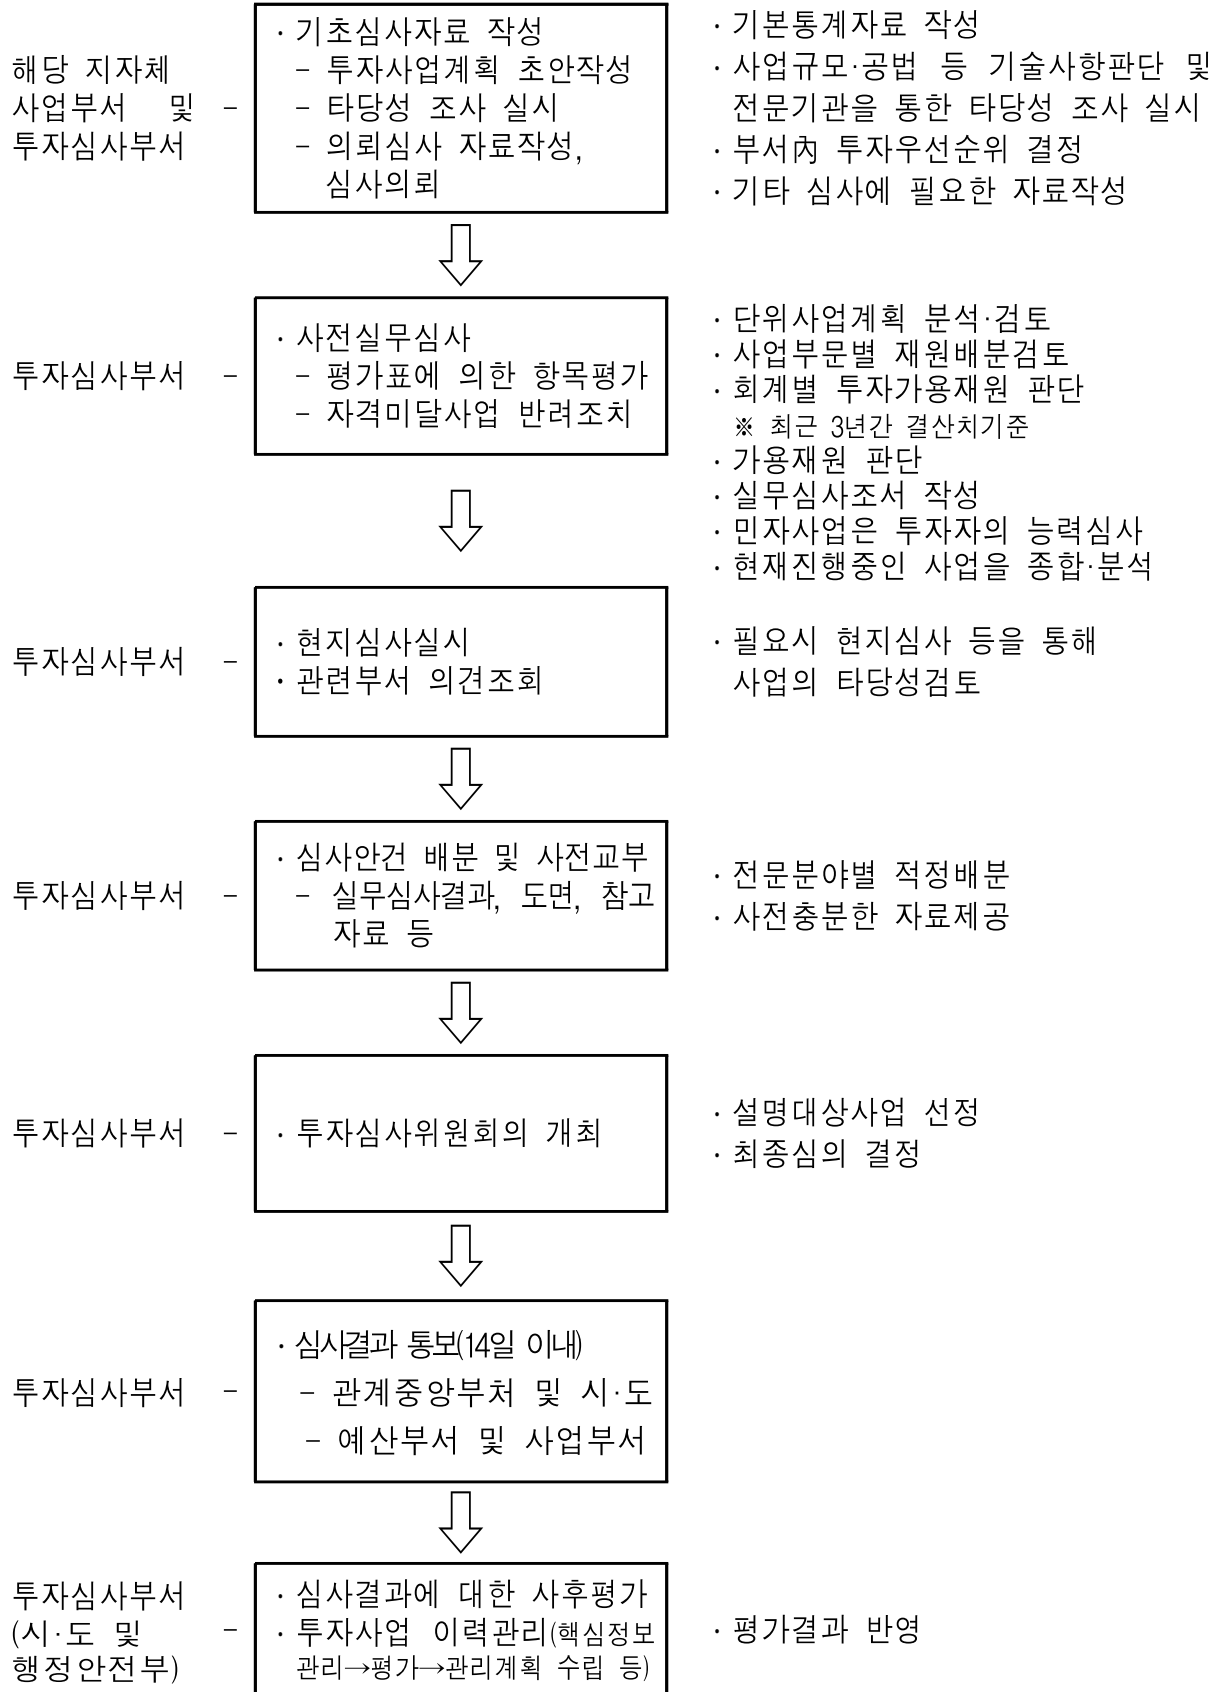 해당 지자체
사업부서 및 -
투자심사부서
· 기초심사자료 작성
- 투자사업계획 초안작성
- 타당성 조사 실시
- 의뢰심사 자료작성,
심사의뢰
· 기본통계자료 작성
· 사업규모·공법 등 기술사항판단 및
전문기관을 통한 타당성 조사 실시
· 부서內 투자우선순위 결정
· 기타 심사에 필요한 자료작성
투자심사부서 -
· 사전실무심사
- 평가표에 의한 항목평가
- 자격미달사업 반려조치
· 단위사업계획 분석·검토
· 사업부문별 재원배분검토
· 회계별 투자가용재원 판단
※ 최근 3년간 결산치기준
· 가용재원 판단
· 실무심사조서 작성
· 민자사업은 투자자의 능력심사
· 현재진행중인 사업을 종합·분석
투자심사부서 -
· 현지심사실시
· 관련부서 의견조회
· 필요시 현지심사 등을 통해
사업의 타당성검토
투자심사부서 -
· 심사안건 배분 및 사전교부
- 실무심사결과, 도면, 참고
자료 등
· 전문분야별 적정배분
· 사전충분한 자료제공
투자심사부서 -
· 투자심사위원회의 개최
· 설명대상사업 선정
· 최종심의 결정
투자심사부서 -
· 심사결과 통보(14일 이내)
- 관계중앙부처 및 시·도
- 예산부서 및 사업부서
투자심사부서
(시·도 및 -
행정안전부)
· 심사결과에 대한 사후평가
· 투자사업 이력관리(핵심정보
관리→평가→관리계획 수립 등)
· 평가결과 반영